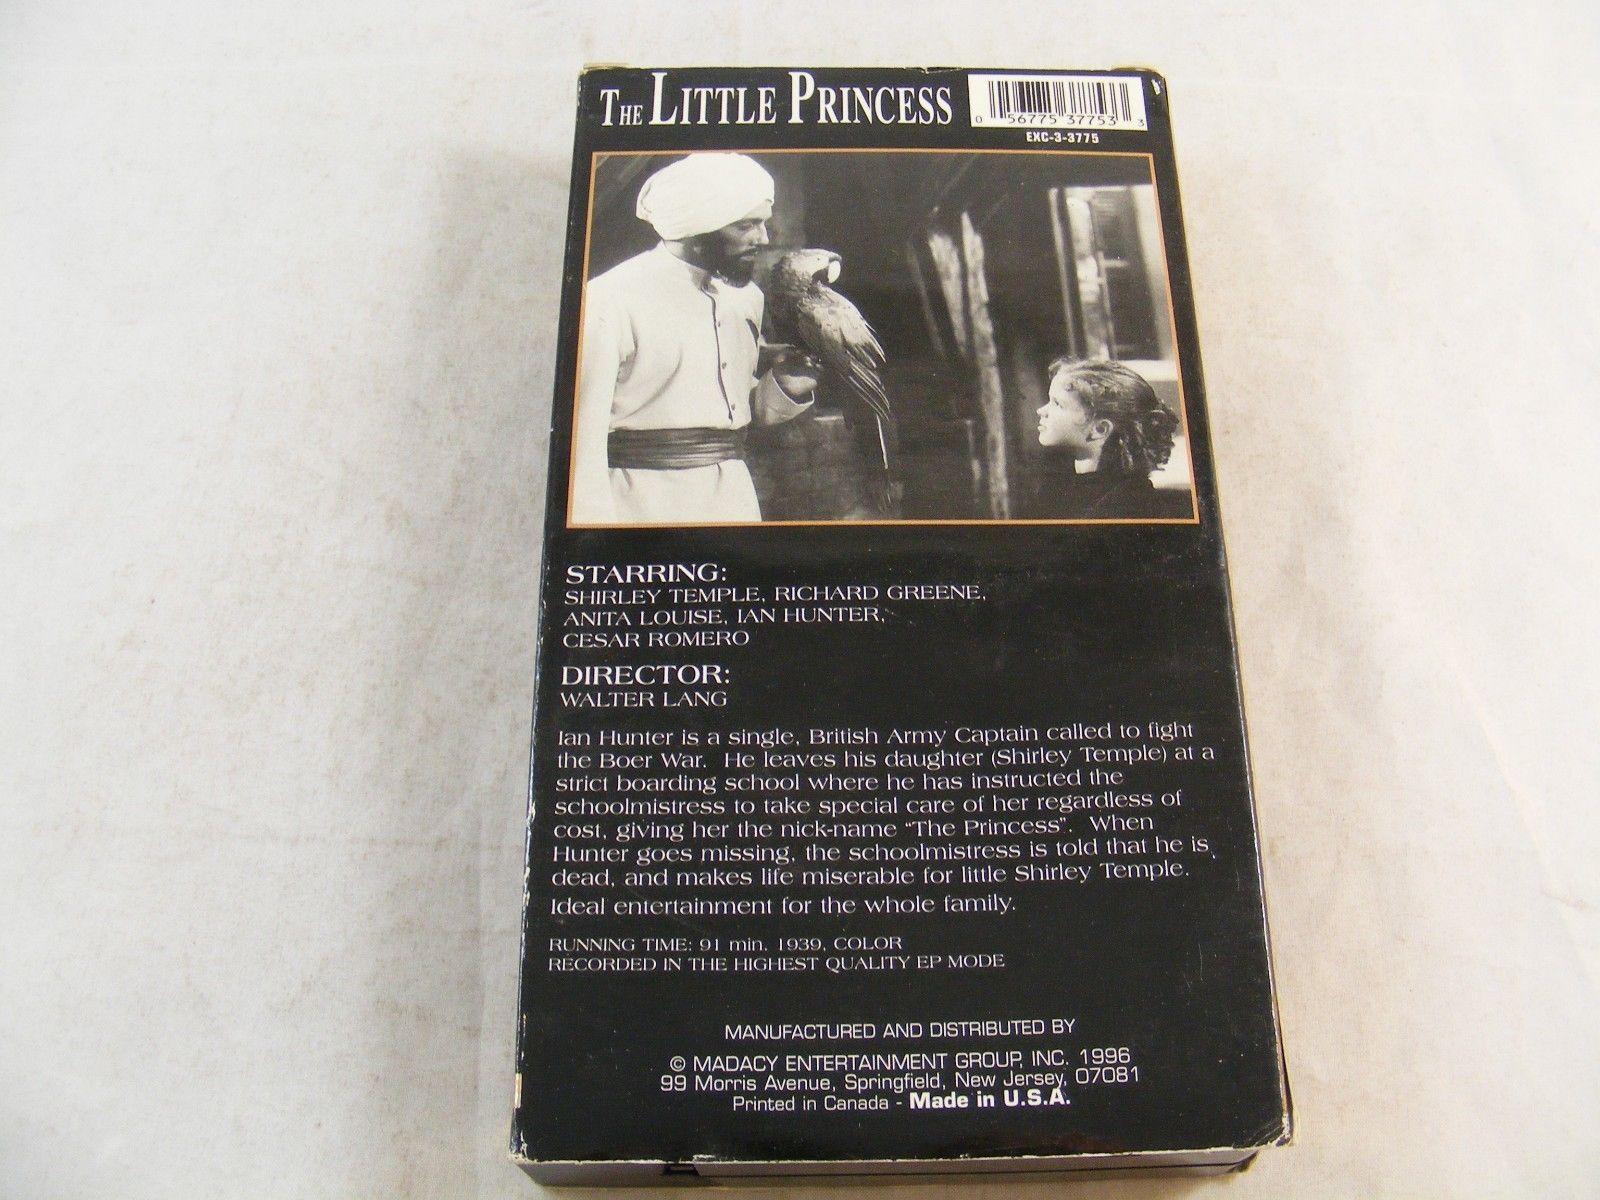 THE LITTLE PRINCESS
0 56775 37753 3
EXC-3-3775
STARRING:
SHIRLEY TEMPLE, RICHARD GREENE,
ANITA LOUISE, IAN HUNTER,
CESAR ROMERO
DIRECTOR:
WALTER LANG
Ian Hunter is a single, British Army Captain called to fight
the Boer War. He leaves his daughter (Shirley Temple) at a
strict boarding school where he has instructed the
schoolmistress to take special care of her regardless of
cost, giving her the nick-name “The Princess”. When
Hunter goes missing, the schoolmistress is told that he is
dead, and makes life miserable for little Shirley Temple.
Ideal entertainment for the whole family.
RUNNING TIME: 91 min. 1939, COLOR
RECORDED IN THE HIGHEST QUALITY EP MODE
MANUFACTURED AND DISTRIBUTED BY
© MADACY ENTERTAINMENT GROUP, INC. 1996
99 Morris Avenue, Springfield, New Jersey, 07081
Printed in Canada - Made in U.S.A.